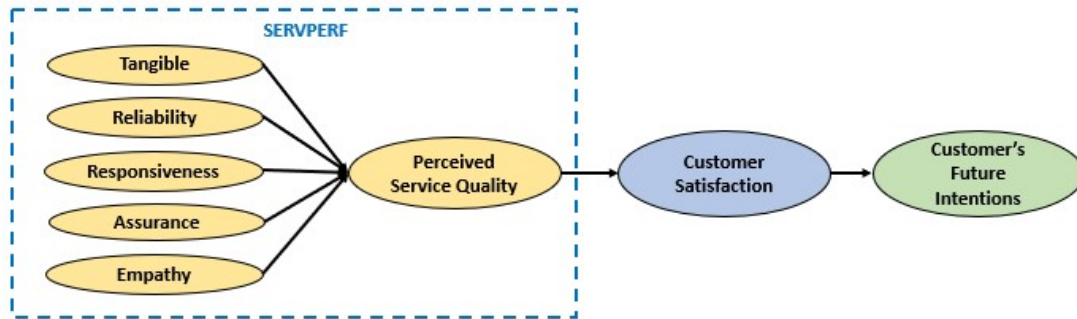 SERVPERF
Tangible
Reliability
Responsiveness
Assurance
Empathy
Perceived
Service Quality
Customer
Satisfaction
Customer's
Future
Intentions